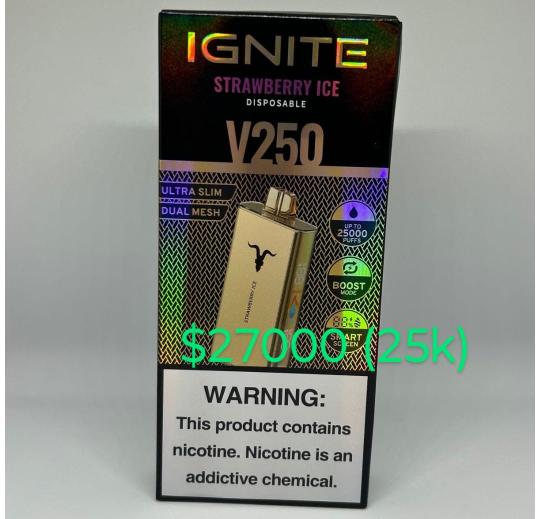 IGNITE
STRAWBERRY ICE
DISPOSABLE
V250
ULTRA SLIM
DUAL MESH
UP TO
25000
PUFFS
BOOST
MODE
STRAWBERRY ICE
SMART
SCREEN
$27000 (25k)
WARNING:
This product contains
nicotine. Nicotine is an
addictive chemical.